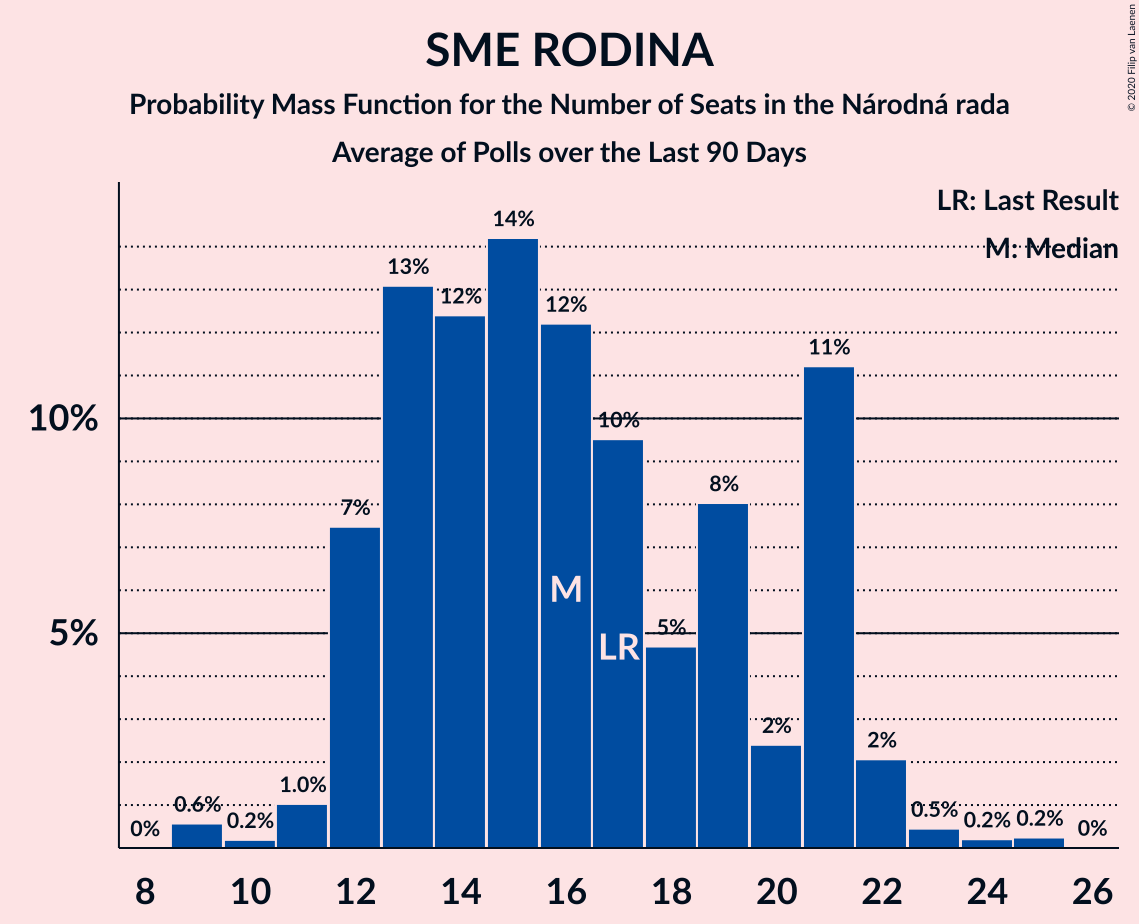 SME RODINA
Probability Mass Function for the Number of Seats in the Národná rada
Average of Polls over the Last 90 Days
© 2020 Filip van Laenen
LR: Last Result
M: Median
10%
5%
0%
0.6%
0.2%
1.0%
7%
13%
12%
14%
12%
10%
5%
8%
2%
11%
2%
0.5%
0.2%
0.2%
0%
M
LR
8 10 12 14 16 18 20 22 24 26